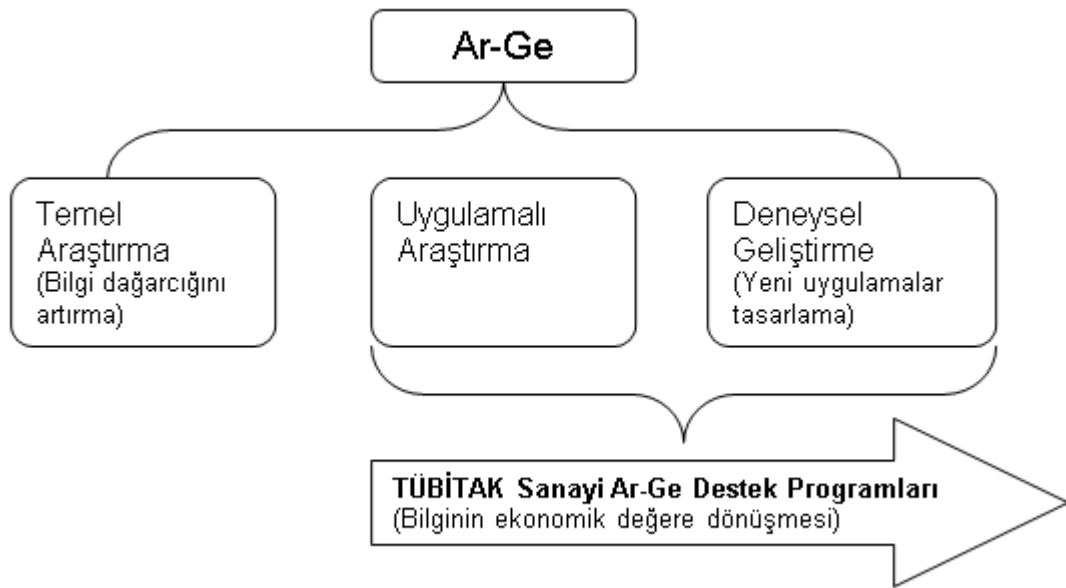 Ar-Ge
Temel
Araştırma
(Bilgi dağarcığını
artırma)
Uygulamalı
Araştırma
Deneysel
Geliştirme
(Yeni uygulamalar
tasarlama)
TÜBİTAK Sanayi Ar-Ge Destek Programları
(Bilginin ekonomik değere dönüşmesi)